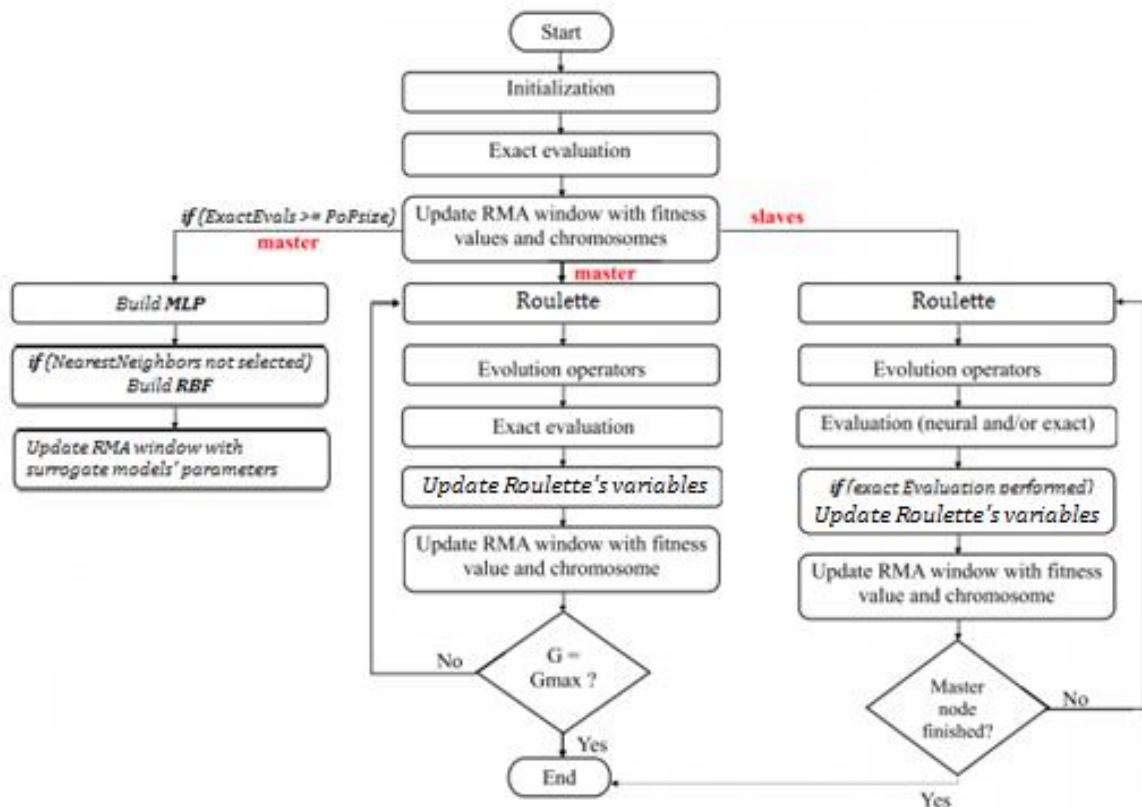 Start
Initialization
Exact evaluation
if (ExactEvals >= PoPsize)
master
Update RMA window with fitness
values and chromosomes
slaves
master
Build MLP
if (NearestNeighbors not selected)
Build RBF
Update RMA window with
surrogate models' parameters
Roulette
Evolution operators
Exact evaluation
Update Roulette's variables
Update RMA window with fitness
value and chromosome
G =
Gmax ?
No
Yes
End
Roulette
Evolution operators
Evaluation (neural and/or exact)
if (exact Evaluation performed)
Update Roulette's variables
Update RMA window with fitness
value and chromosome
Master
node
finished?
No
Yes